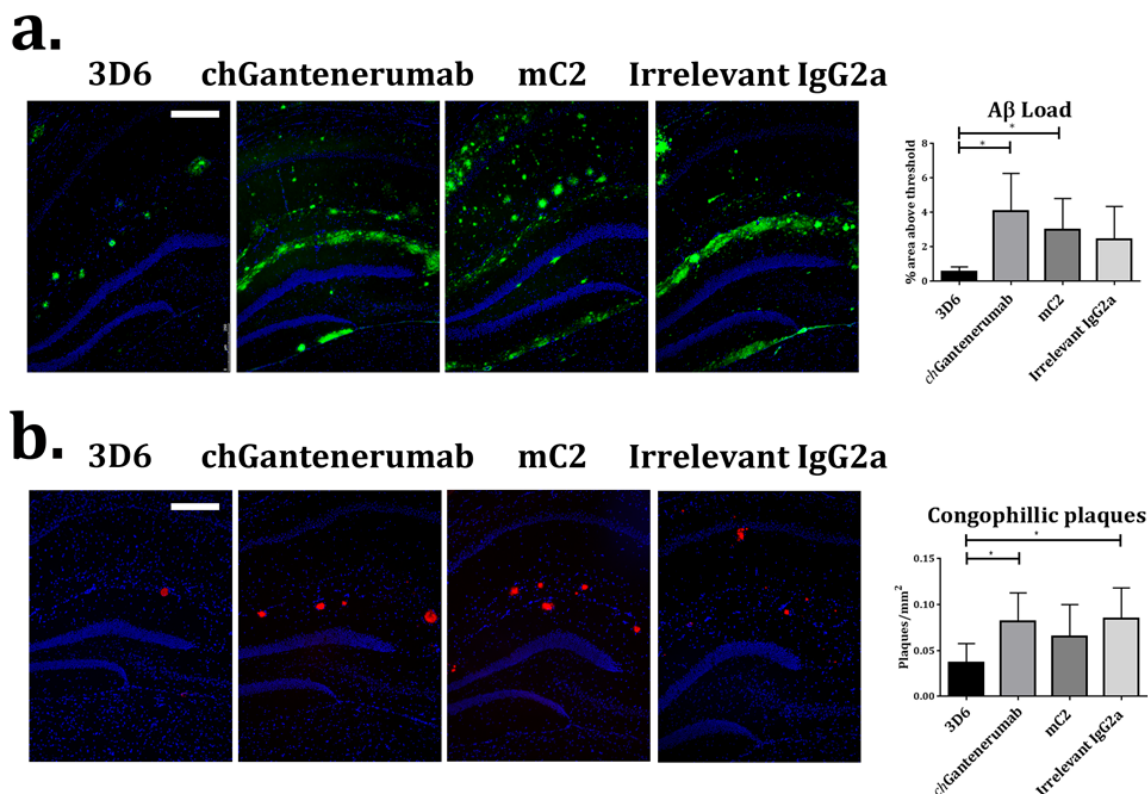 a.
3D6 chGantenerumab mC2 Irrelevant IgG2a
Aβ Load
*
*
% area above threshold
8
6
4
2
0
3D6
chGantenerumab
mC2
Irrelevant IgG2a
b.
3D6 chGantenerumab mC2 Irrelevant IgG2a
Congophillic plaques
*
*
Plaques/mm²
0.15
0.10
0.05
0.00
3D6
chGantenerumab
mC2
Irrelevant IgG2a